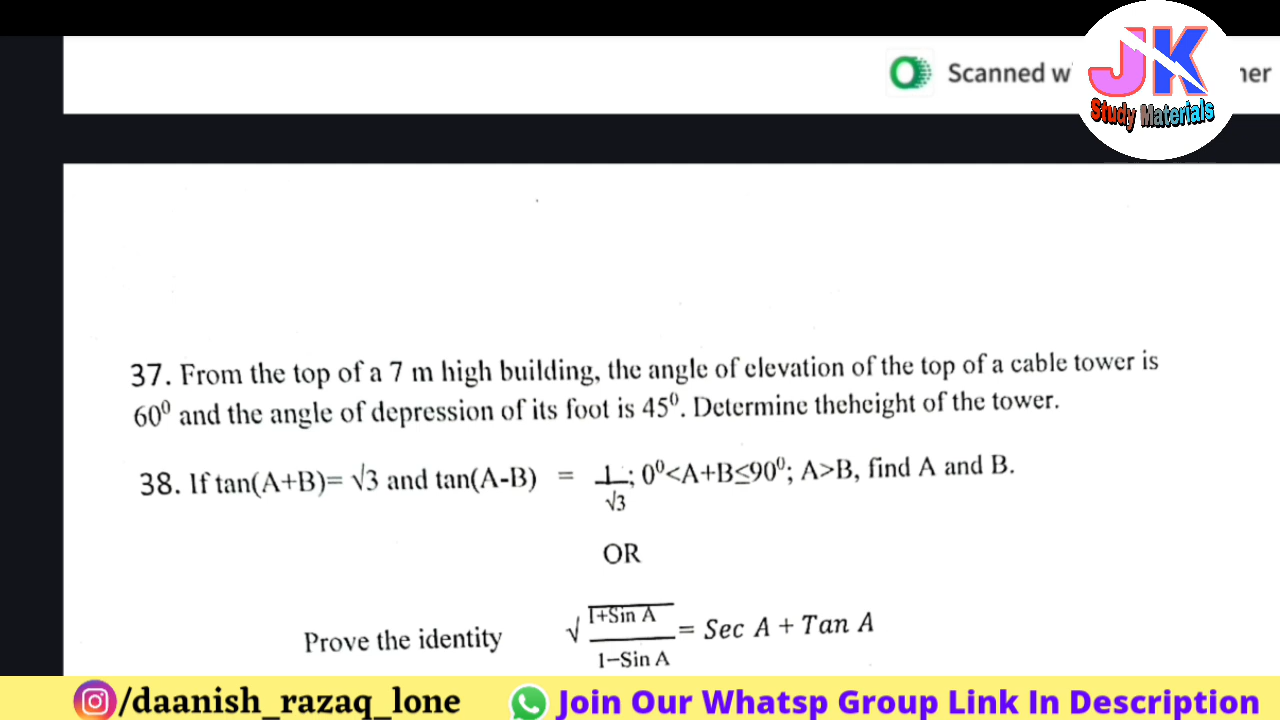 Scanned w
ner
JK
Study Materials
37. From the top of a 7 m high building, the angle of elevation of the top of a cable tower is
60⁰ and the angle of depression of its foot is 45⁰. Determine theheight of the tower.
38. If tan(A+B)= √3 and tan(A-B) = 1/√3; 0⁰<A+B≤90⁰; A>B, find A and B.
OR
Prove the identity √(1+Sin A / 1−Sin A) = Sec A + Tan A
/daanish_razaq_lone
Join Our Whatsp Group Link In Description